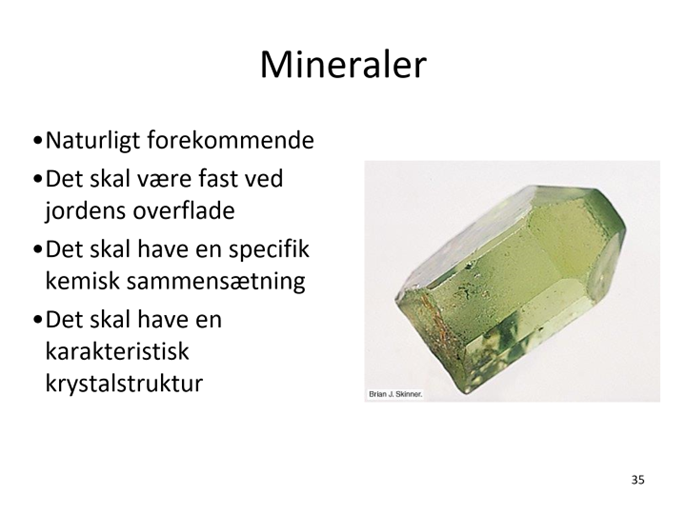 Mineraler
•Naturligt forekommende
•Det skal være fast ved
jordens overflade
•Det skal have en specifik
kemisk sammensætning
•Det skal have en
karakteristisk
krystalstruktur
Brian J. Skinner.
35